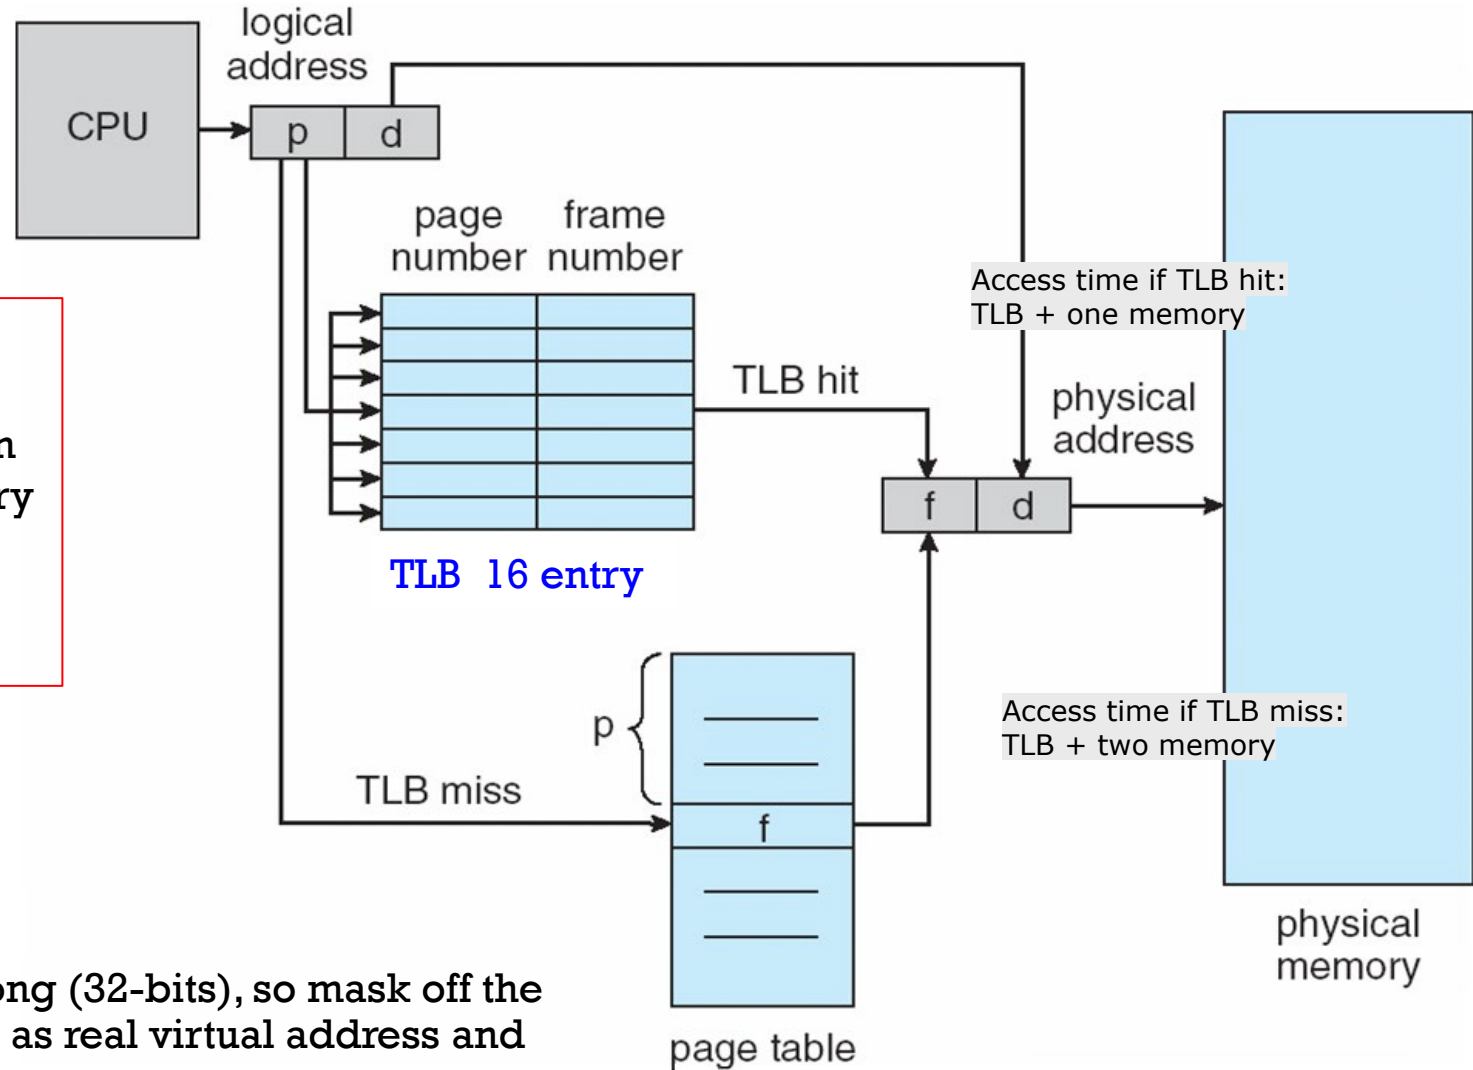 logical
address
CPU
p
d
page
number
frame
number
Access time if TLB hit:
TLB + one memory
TLB hit
physical
address
ry
f
d
TLB 16 entry
p
Access time if TLB miss:
TLB + two memory
TLB miss
f
physical
memory
ong (32-bits), so mask off the
as real virtual address and
page table